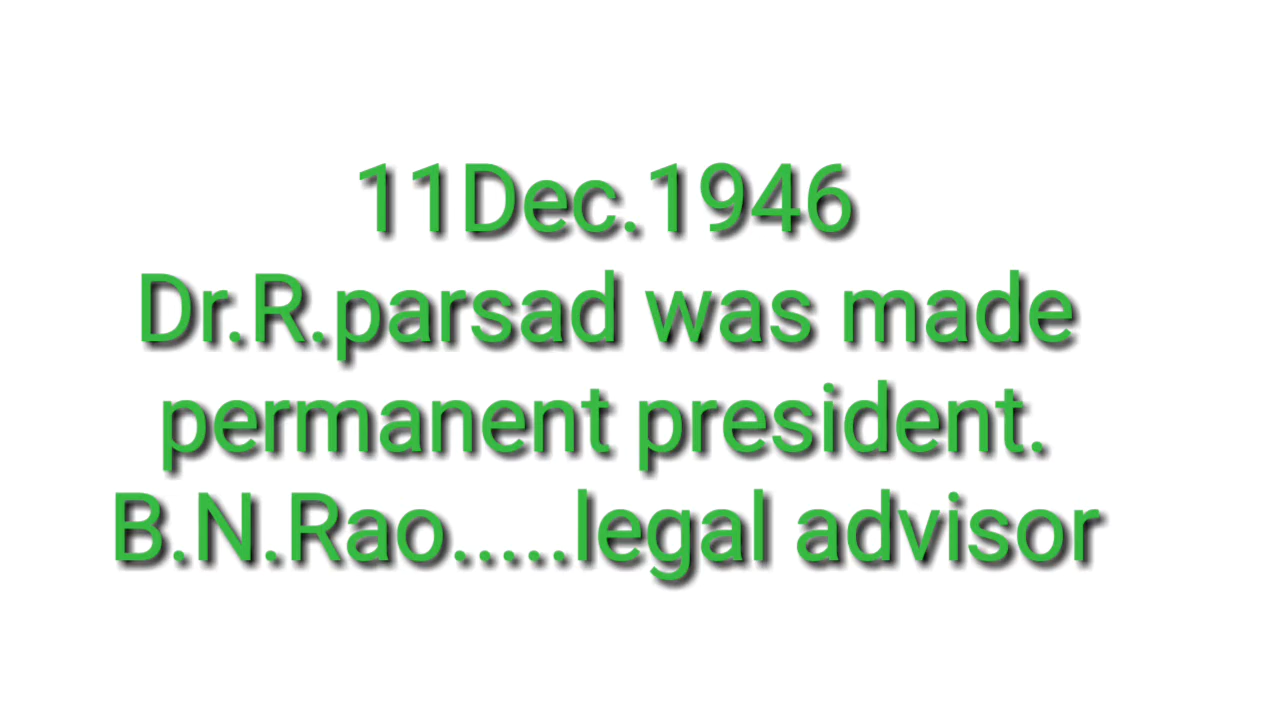 11Dec.1946
Dr.R.parsad was made
permanent president.
B.N.Rao.....legal advisor